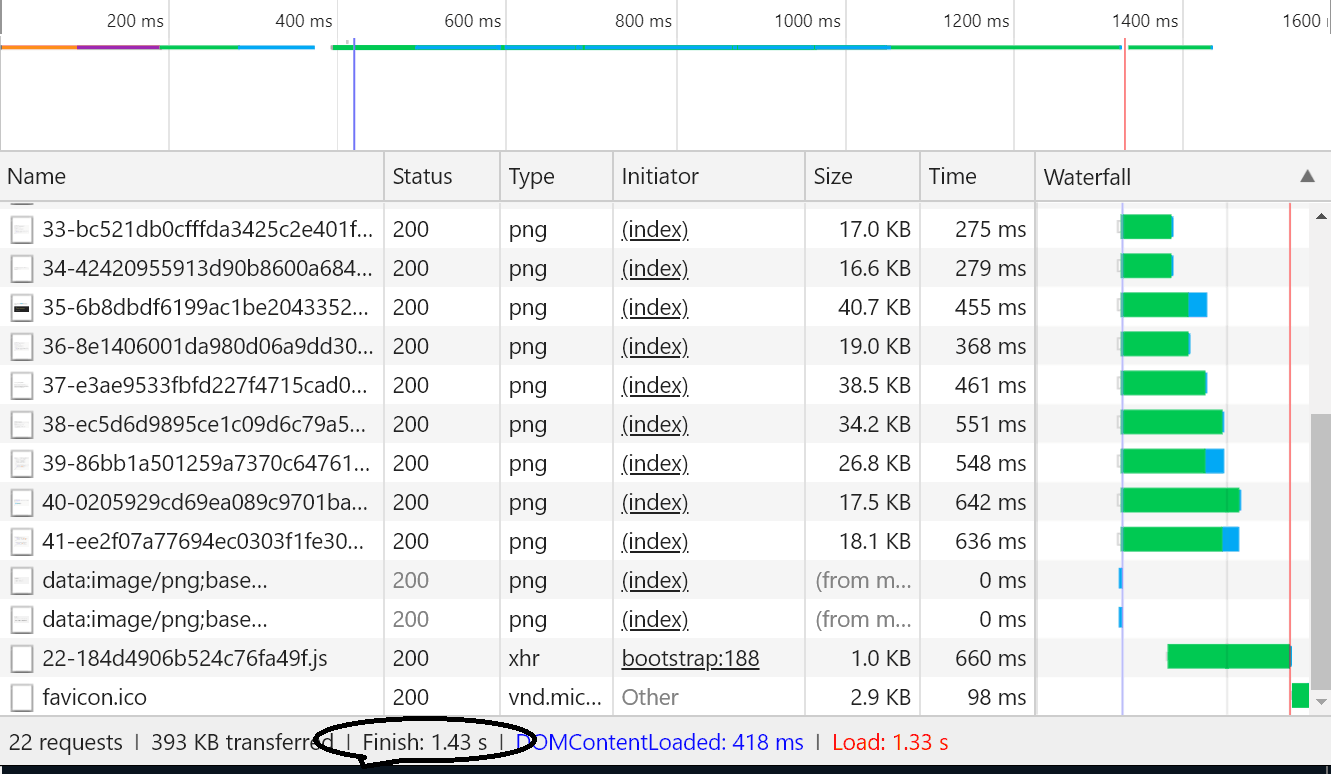 200 ms 400 ms 600 ms 800 ms 1000 ms 1200 ms 1400 ms 1600
Name Status Type Initiator Size Time Waterfall
33-bc521db0cfffda3425c2e401f... 200 png (index) 17.0 KB 275 ms
34-42420955913d90b8600a684... 200 png (index) 16.6 KB 279 ms
35-6b8dbdf6199ac1be2043352... 200 png (index) 40.7 KB 455 ms
36-8e1406001da980d06a9dd30... 200 png (index) 19.0 KB 368 ms
37-e3ae9533fbfd227f4715cad0... 200 png (index) 38.5 KB 461 ms
38-ec5d6d9895ce1c09d6c79a5... 200 png (index) 34.2 KB 551 ms
39-86bb1a501259a7370c64761... 200 png (index) 26.8 KB 548 ms
40-0205929cd69ea089c9701ba... 200 png (index) 17.5 KB 642 ms
41-ee2f07a77694ec0303f1fe30... 200 png (index) 18.1 KB 636 ms
data:image/png;base... 200 png (index) (from m... 0 ms
data:image/png;base... 200 png (index) (from m... 0 ms
22-184d4906b524c76fa49f.js 200 xhr bootstrap:188 1.0 KB 660 ms
favicon.ico 200 vnd.mic... Other 2.9 KB 98 ms
22 requests | 393 KB transferred | Finish: 1.43 s | DOMContentLoaded: 418 ms | Load: 1.33 s